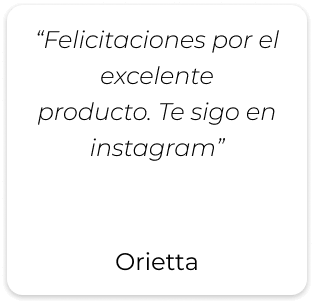 “Felicitaciones por el
excelente
producto. Te sigo en
instagram”
Orietta